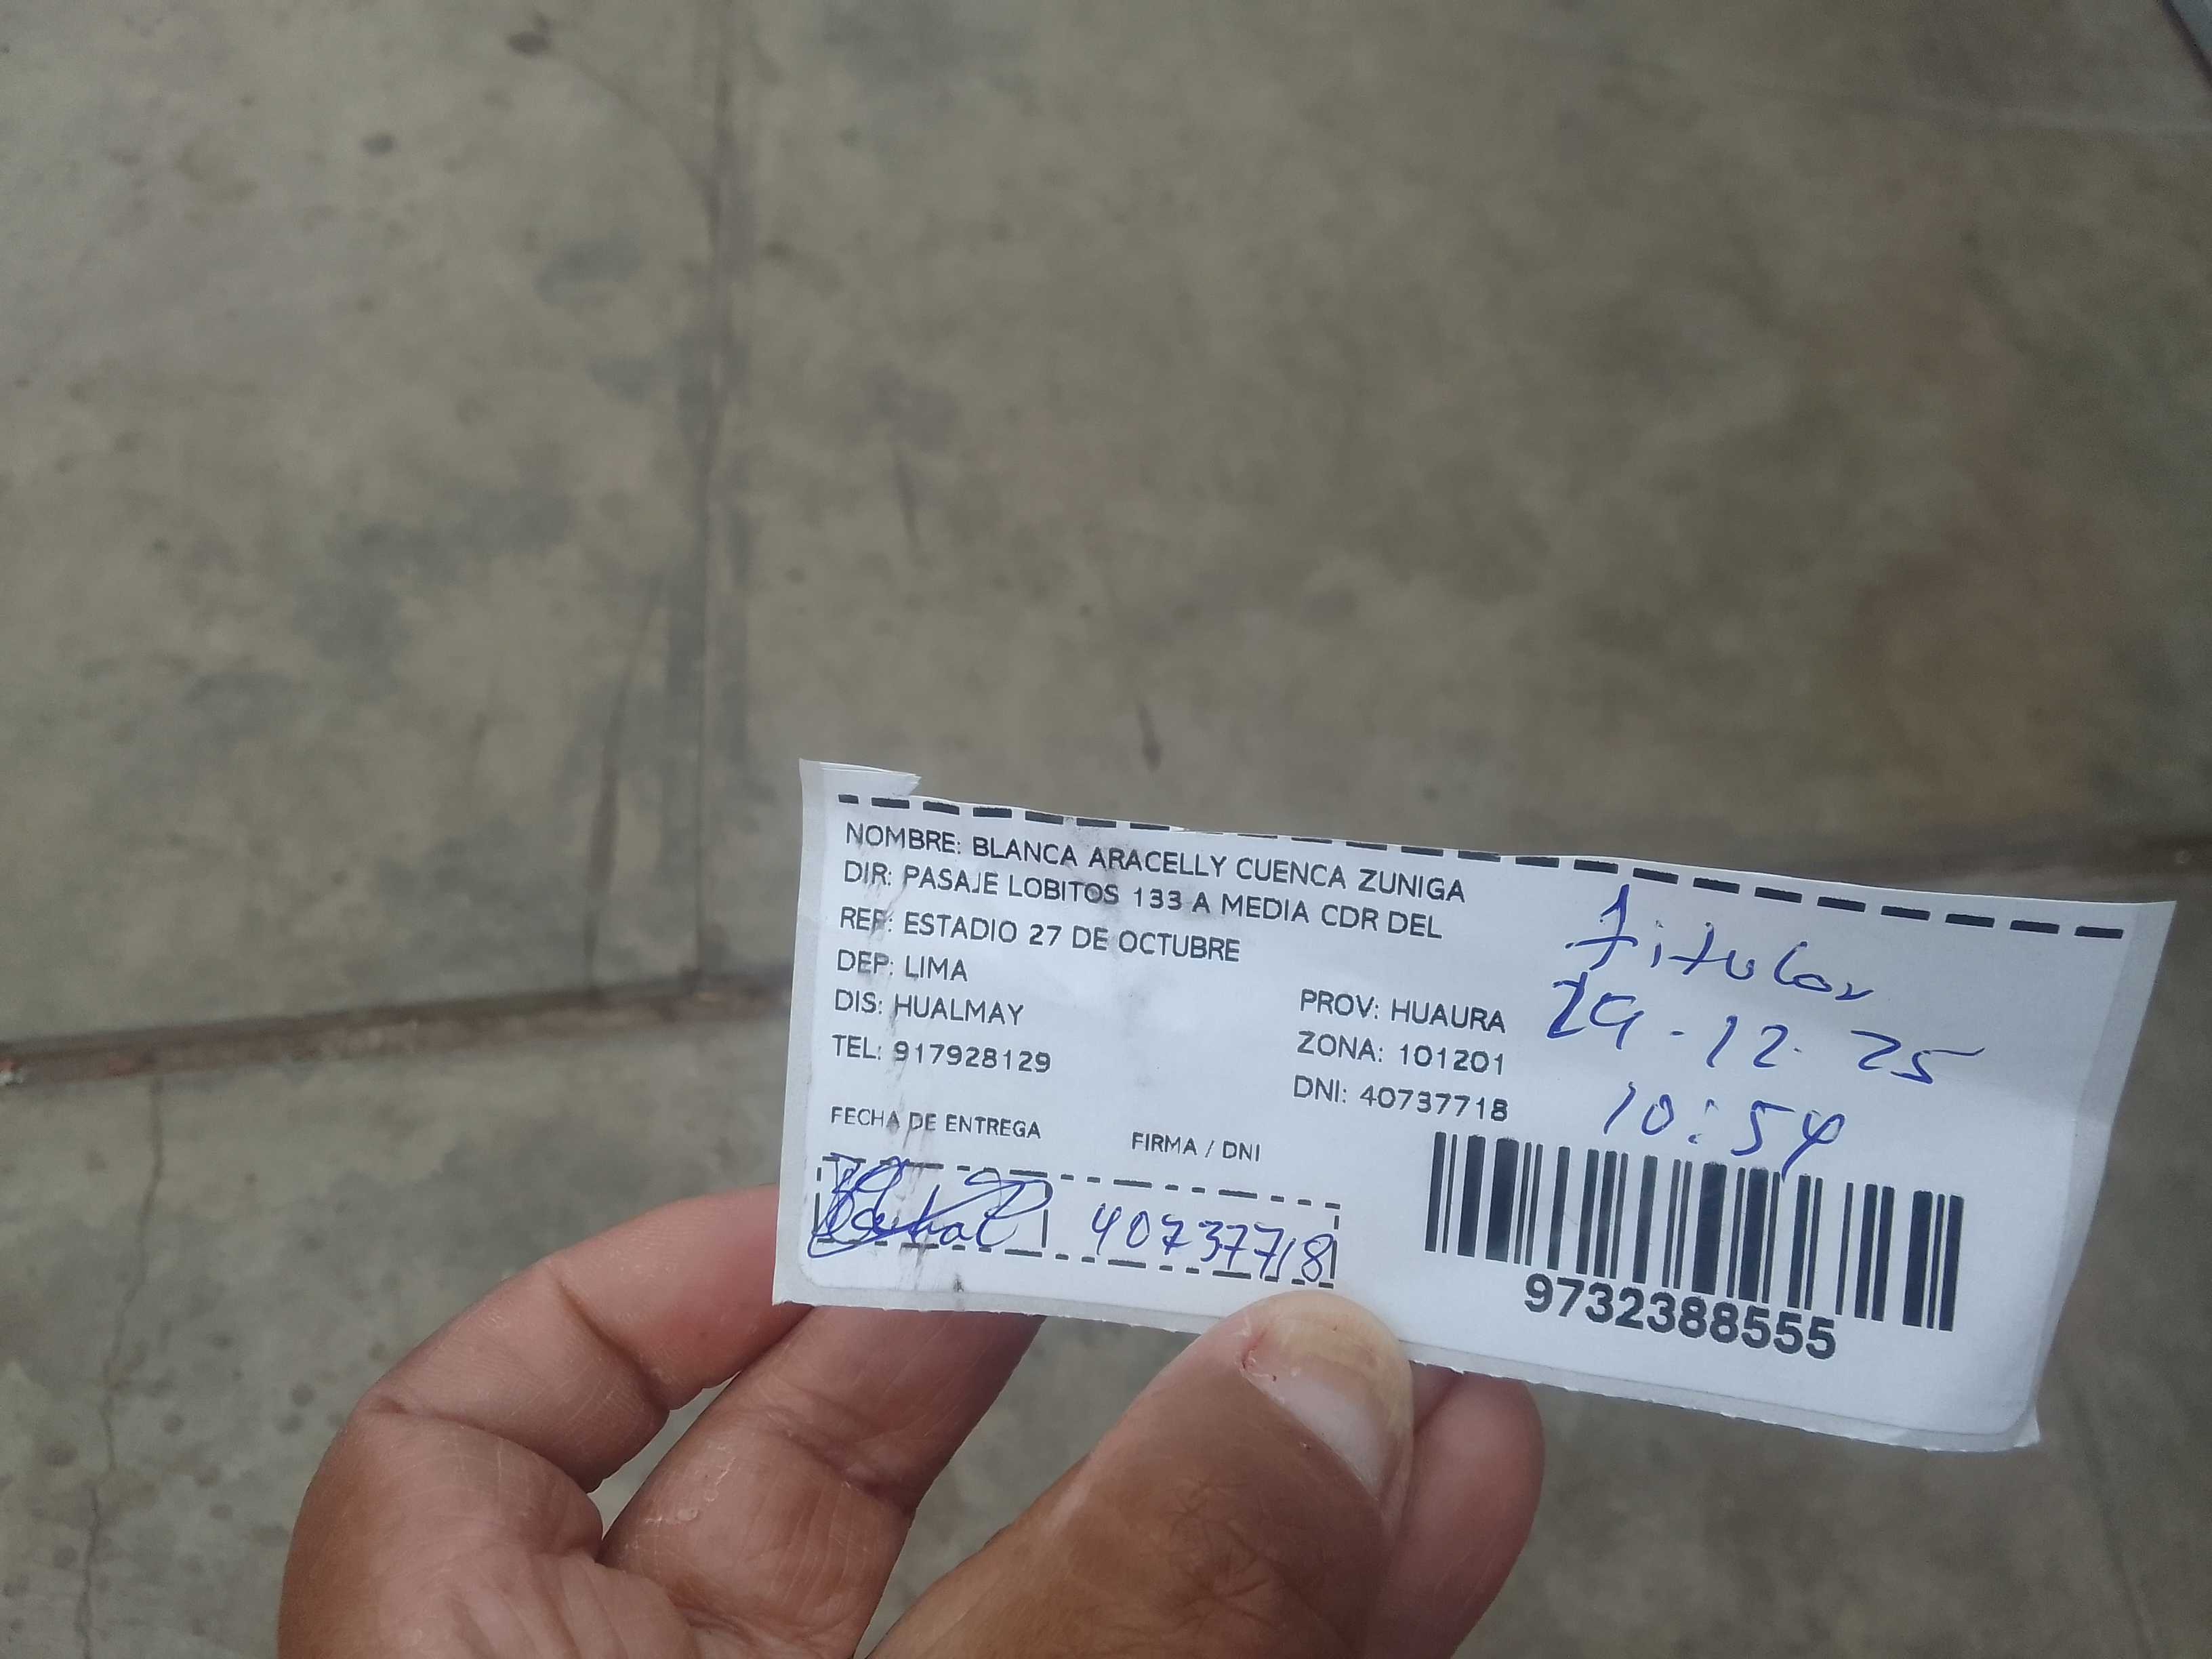 NOMBRE: BLANCA ARACELLY CUENCA ZUNIGA
DIR: PASAJE LOBITOS 133 A MEDIA CDR DEL
REF: ESTADIO 27 DE OCTUBRE
DEP: LIMA
DIS: HUALMAY
PROV: HUAURA
TEL: 917928129
ZONA: 101201
DNI: 40737718
Titular
29-12-25
10:54
FECHA DE ENTREGA
FIRMA / DNI
40737718
9732388555